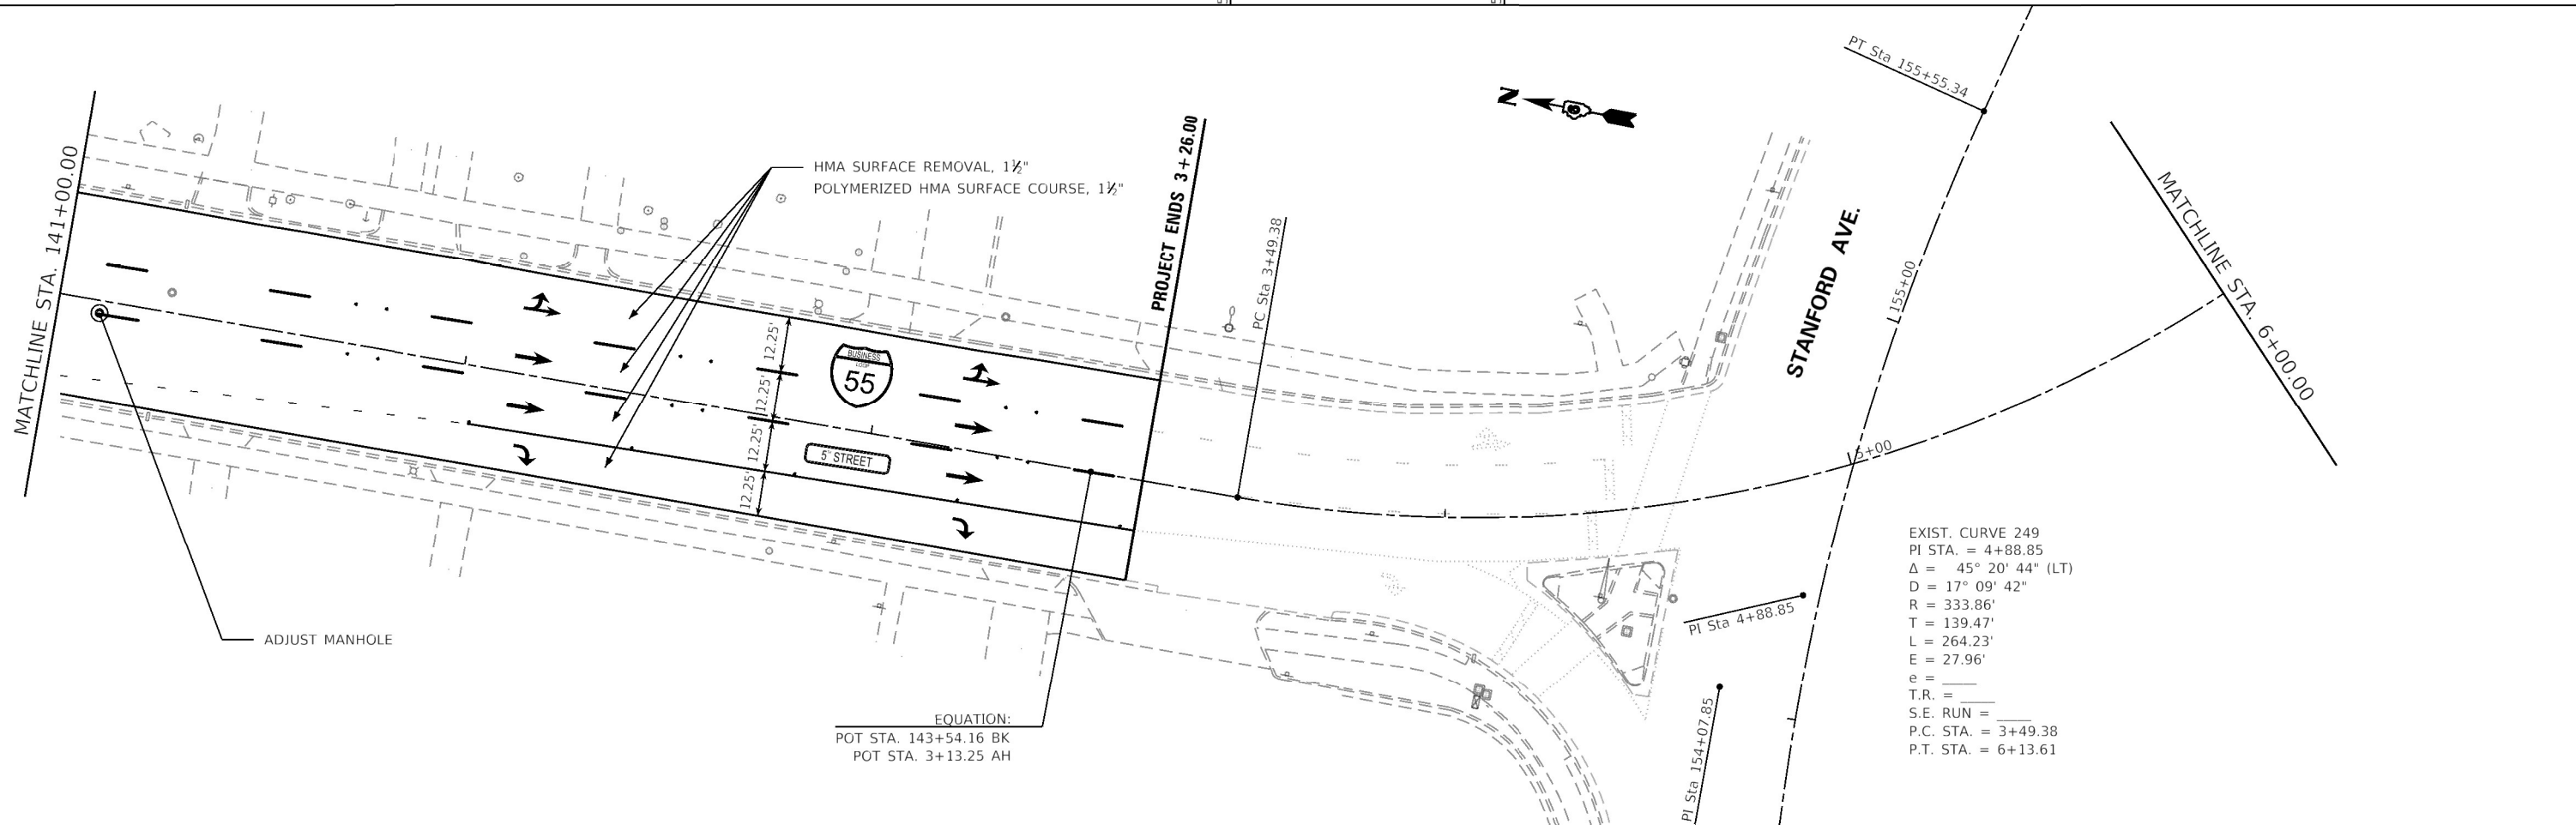 MATCHLINE STA. 141+00.00
HMA SURFACE REMOVAL, 1½"
POLYMERIZED HMA SURFACE COURSE, 1½"
PROJECT ENDS 3+26.00
PC Sta 3+49.38
N
PT Sta 155+55.34
STANFORD AVE.
155+00
MATCHLINE STA. 6+00.00
12.25'
12.25'
12.25'
12.25'
BUSINESS
LOOP
55
5TH STREET
5+00
ADJUST MANHOLE
EQUATION:
POT STA. 143+54.16 BK
POT STA. 3+13.25 AH
PI Sta 4+88.85
PI Sta 154+07.85
EXIST. CURVE 249
PI STA. = 4+88.85
Δ = 45° 20' 44" (LT)
D = 17° 09' 42"
R = 333.86'
T = 139.47'
L = 264.23'
E = 27.96'
e = ____
T.R. = ____
S.E. RUN = ____
P.C. STA. = 3+49.38
P.T. STA. = 6+13.61